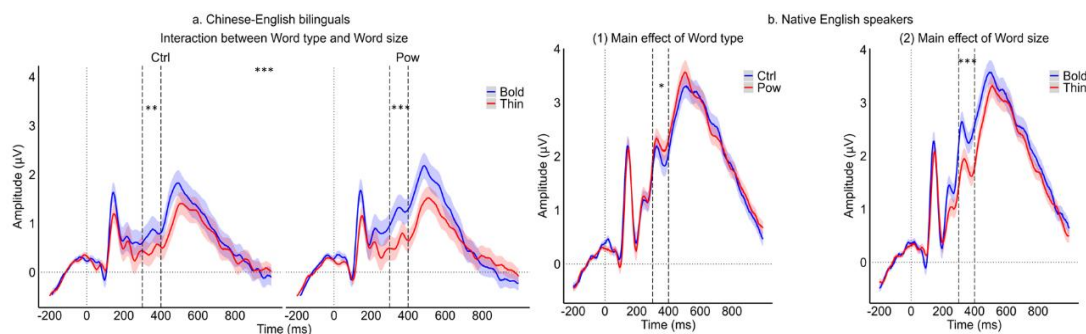 a. Chinese-English bilinguals
Interaction between Word type and Word size
Ctrl
Pow
***
**
***
Bold
Thin
Amplitude (µV)
4
3
2
1
0
-200 0 200 400 600 800
-200 0 200 400 600 800
Time (ms)
b. Native English speakers
(1) Main effect of Word type
*
Ctrl
Pow
Amplitude (µV)
4
3
2
1
0
-200 0 200 400 600 800
Time (ms)
(2) Main effect of Word size
***
Bold
Thin
Amplitude (µV)
4
3
2
1
0
-200 0 200 400 600 800
Time (ms)